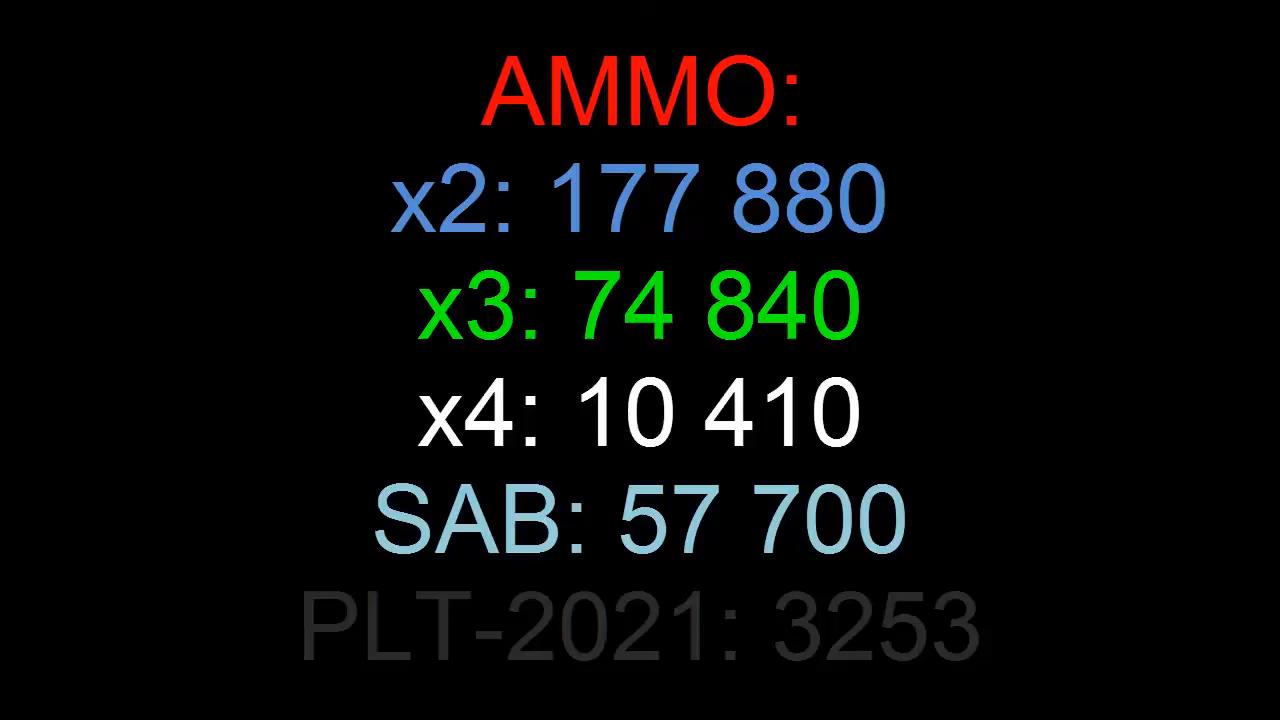 AMMO:
x2: 177 880
x3: 74 840
x4: 10 410
SAB: 57 700
PLT-2021: 3253